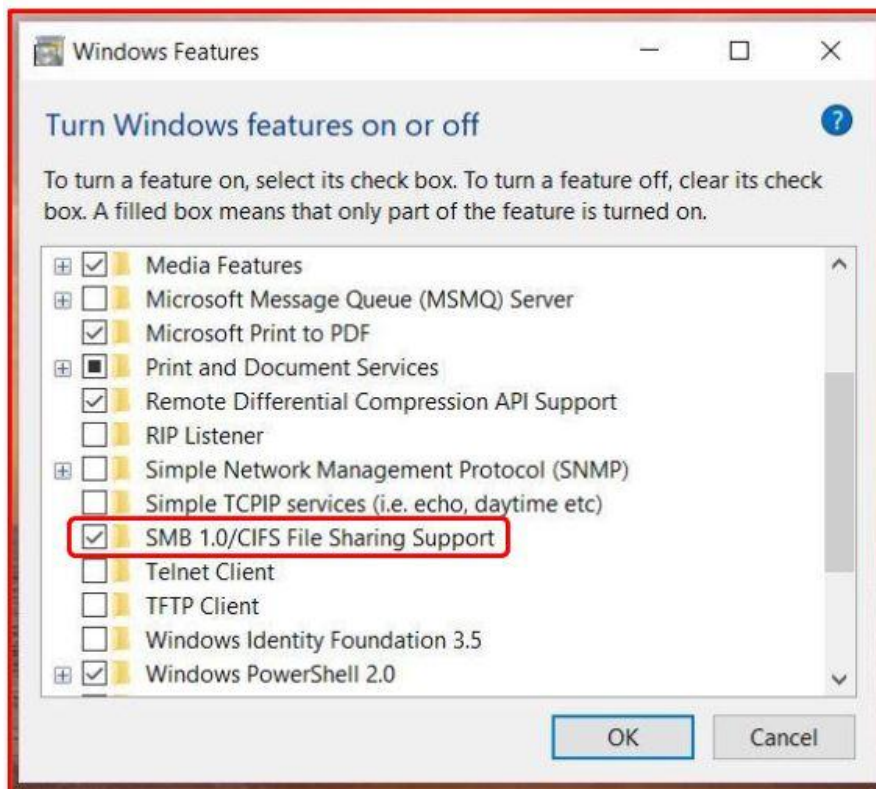 Windows Features
Turn Windows features on or off
?
To turn a feature on, select its check box. To turn a feature off, clear its check
box. A filled box means that only part of the feature is turned on.
Media Features
Microsoft Message Queue (MSMQ) Server
Microsoft Print to PDF
Print and Document Services
Remote Differential Compression API Support
RIP Listener
Simple Network Management Protocol (SNMP)
Simple TCPIP services (i.e. echo, daytime etc)
SMB 1.0/CIFS File Sharing Support
Telnet Client
TFTP Client
Windows Identity Foundation 3.5
Windows PowerShell 2.0
OK
Cancel